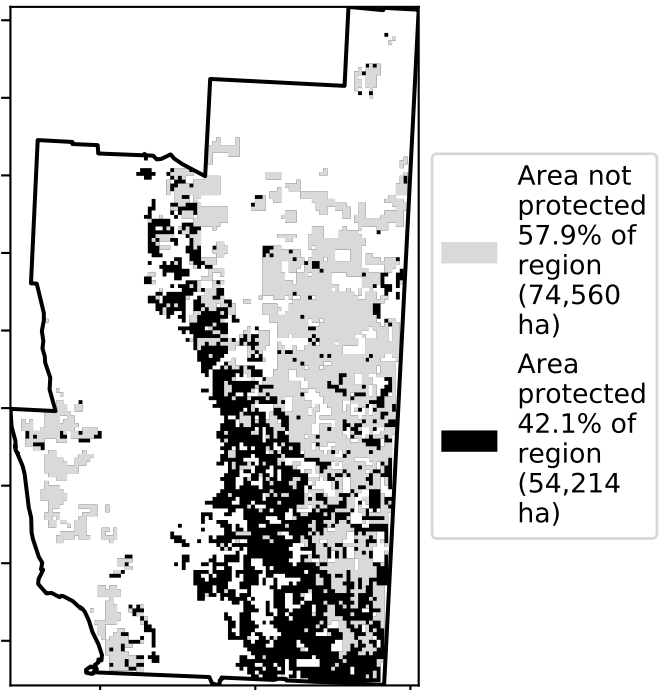 Area not
protected
57.9% of
region
(74,560
ha)
Area
protected
42.1% of
region
(54,214
ha)